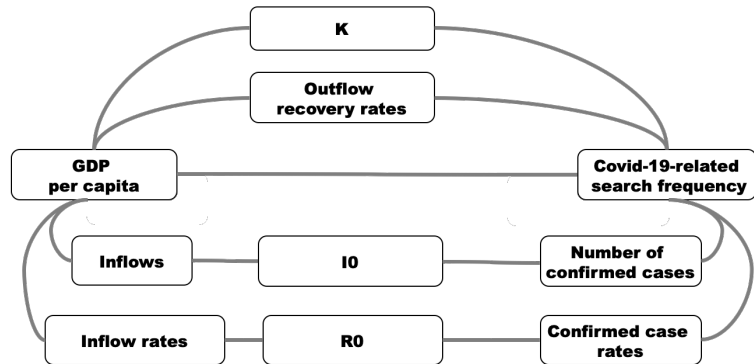 K
Outflow
recovery rates
GDP
per capita
Covid-19-related
search frequency
Inflows
I0
Number of
confirmed cases
Inflow rates
R0
Confirmed case
rates